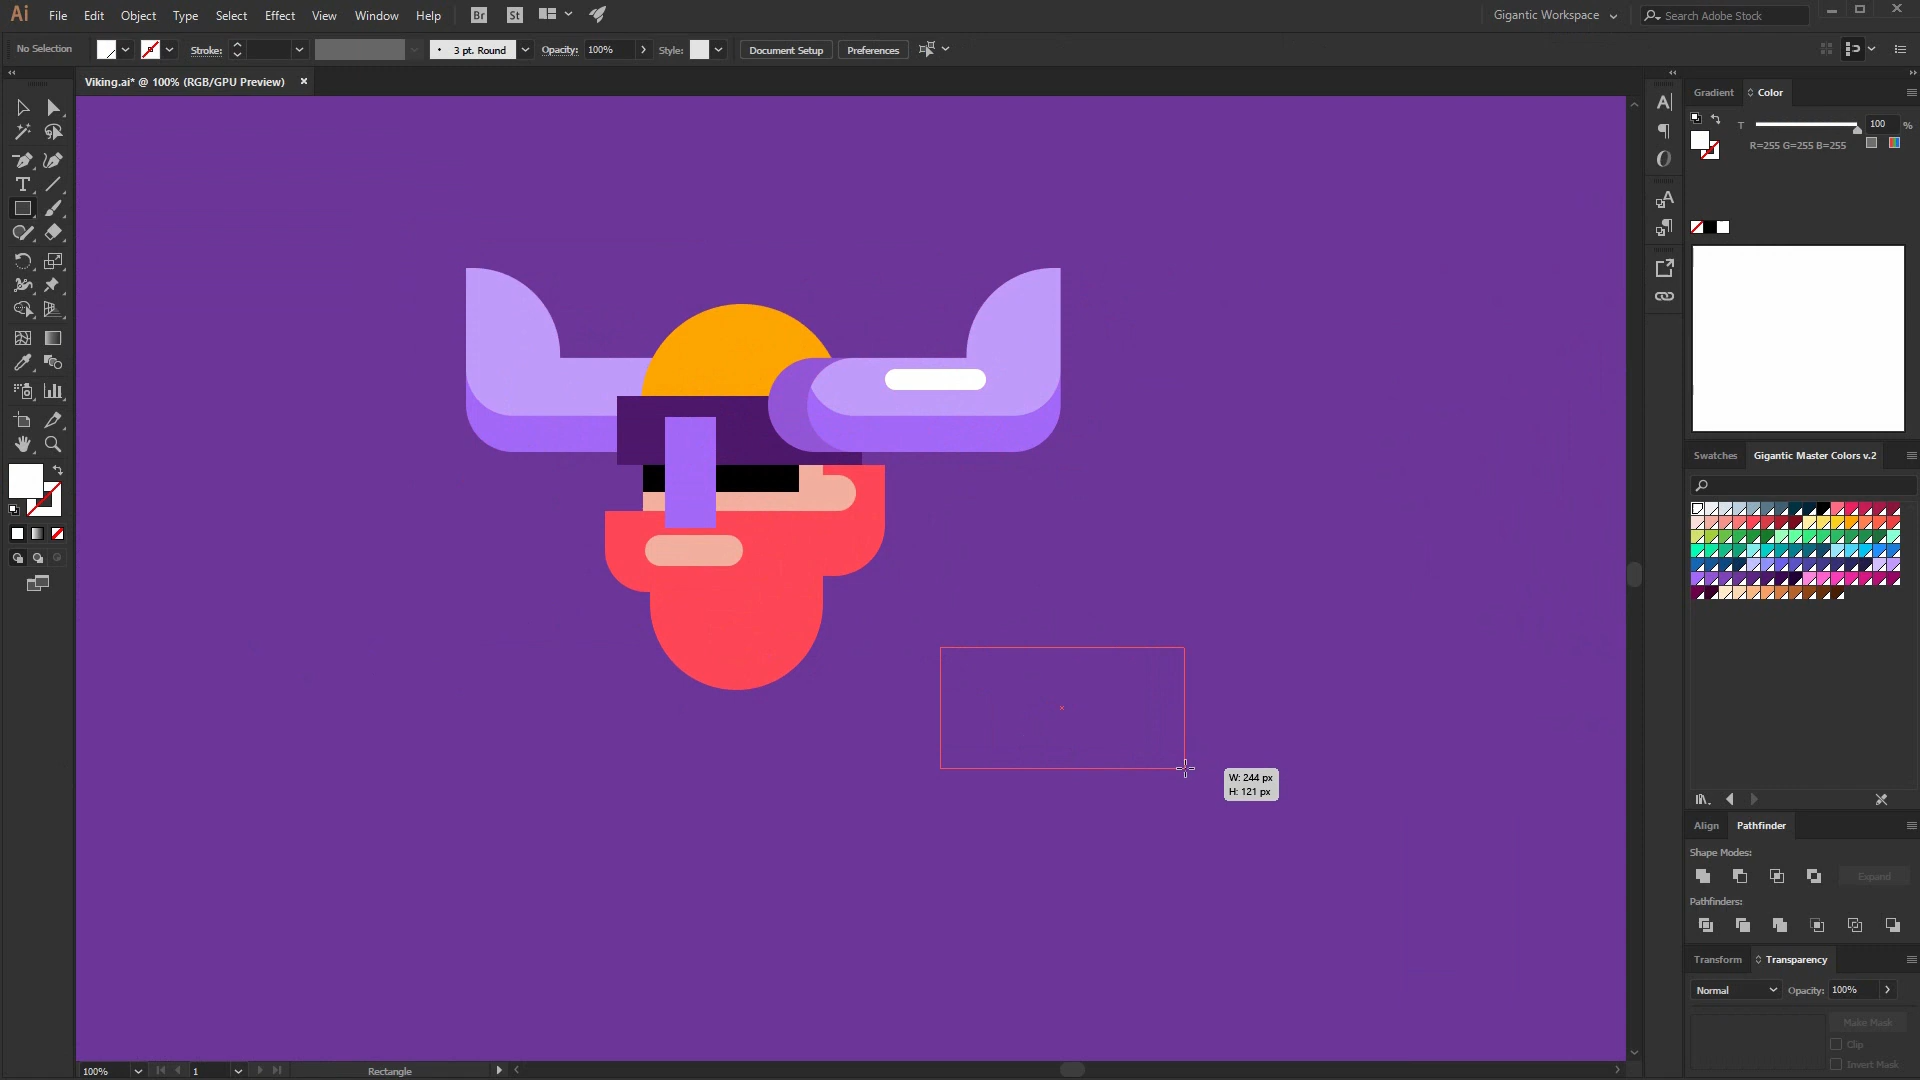 Ai File Edit Object Type Select Effect View Window Help Br St Gigantic Workspace Search Adobe Stock
No Selection Stroke: 3 pt. Round Opacity: 100% Style: Document Setup Preferences
Viking.ai* @ 100% (RGB/GPU Preview)
Gradient Color
T 100 %
R=255 G=255 B=255
Swatches Gigantic Master Colors v.2
W: 244 px
H: 121 px
Align Pathfinder
Shape Modes:
Expand
Pathfinders:
Transform Transparency
Normal Opacity: 100%
Make Mask
Clip
Invert Mask
100% 1 Rectangle